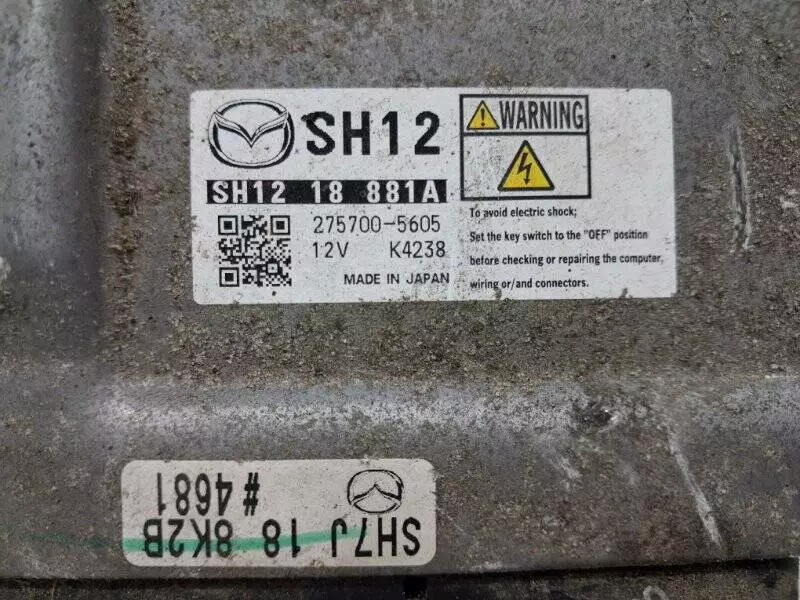 SH12
SH12 18 881A
275700-5605
12V K4238
MADE IN JAPAN
WARNING
To avoid electric shock;
Set the key switch to the "OFF" position
before checking or repairing the computer,
wiring or/and connectors.
SH7J 18 8K2B
# 4681